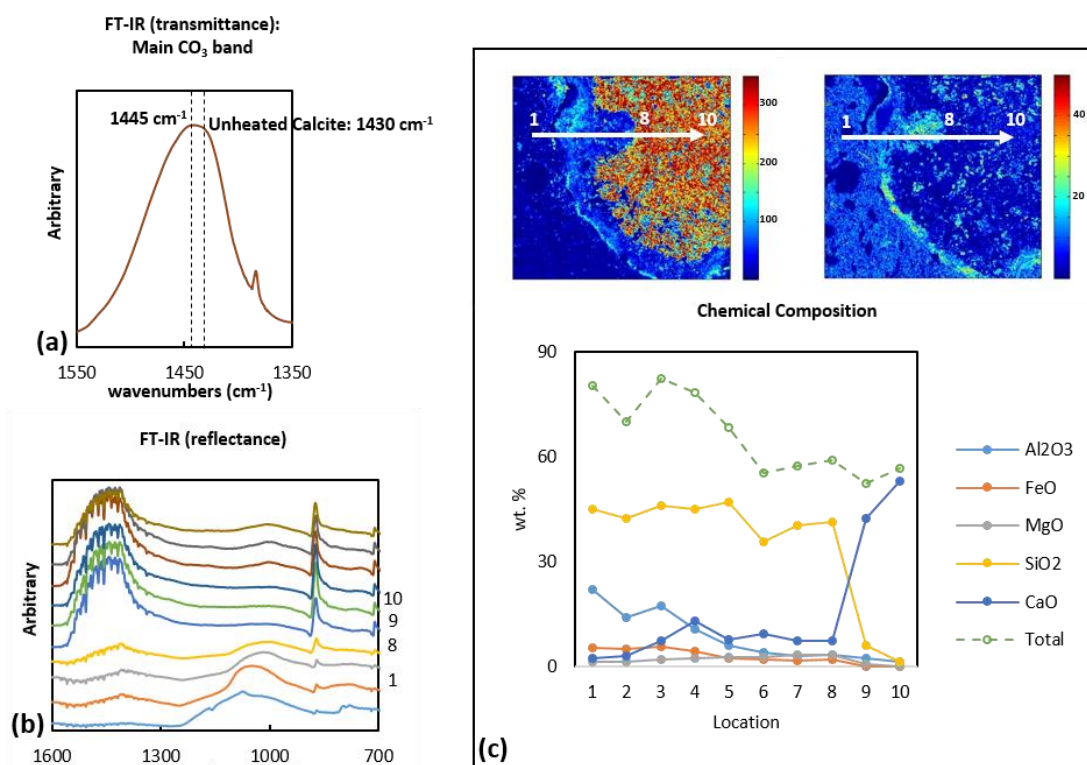 FT-IR (transmittance):
Main CO3 band
1445 cm-1
Unheated Calcite: 1430 cm-1
Arbitrary
(a)
1550
1450
1350
wavenumbers (cm-1)
FT-IR (reflectance)
Arbitrary
10
9
8
1
(b)
1600
1300
1000
700
1
8
10
300
200
100
1
8
10
40
20
Chemical Composition
90
60
30
0
wt. %
1 2 3 4 5 6 7 8 9 10
Location
Al2O3
FeO
MgO
SiO2
CaO
Total
(c)